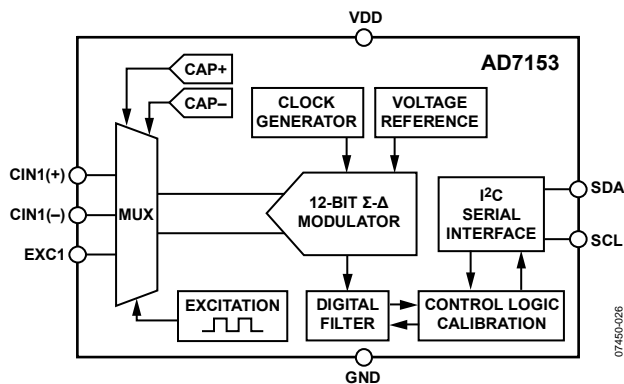 VDD
AD7153
CAP+
CAP–
CLOCK
GENERATOR
VOLTAGE
REFERENCE
CIN1(+)
CIN1(–)
EXC1
MUX
12-BIT Σ-Δ
MODULATOR
I²C
SERIAL
INTERFACE
SDA
SCL
EXCITATION
DIGITAL
FILTER
CONTROL LOGIC
CALIBRATION
GND
07450-026